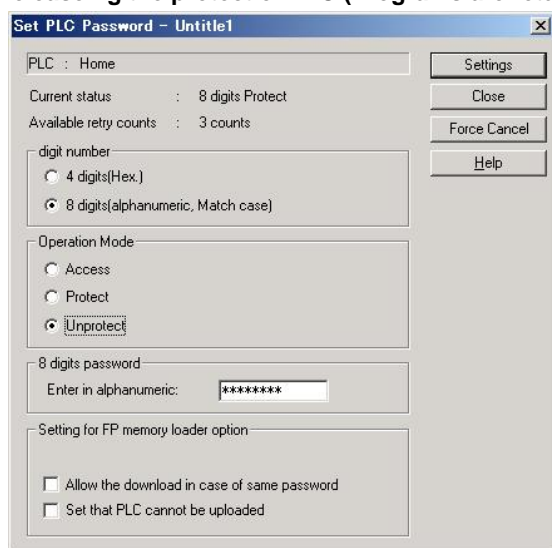 Set PLC Password - Untitle1
PLC : Home
Settings
Current status : 8 digits Protect
Close
Available retry counts : 3 counts
Force Cancel
digit number
Help
4 digits(Hex.)
8 digits(alphanumeric, Match case)
Operation Mode
Access
Protect
Unprotect
8 digits password
Enter in alphanumeric: ********
Setting for FP memory loader option
Allow the download in case of same password
Set that PLC cannot be uploaded